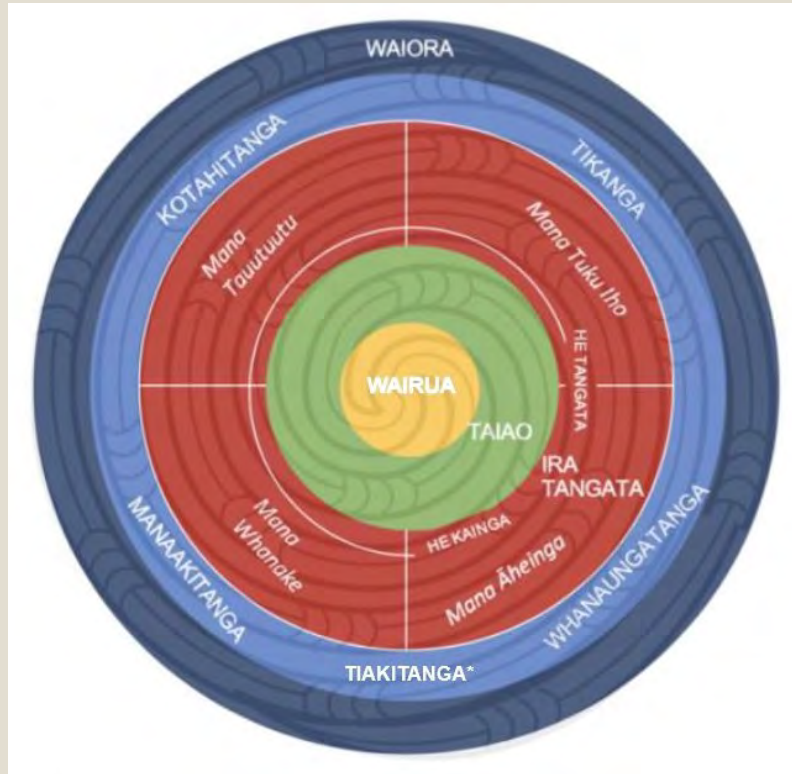 WAIORA
KOTAHITANGA
TIKANGA
Mana
Tauutuutu
Mana Tuku Iho
HE TANGATA
WAIRUA
TAIAO
IRA
TANGATA
HE KAINGA
Mana
Whanake
Mana Āheinga
MANAAKITANGA
WHANAUNGATANGA
TIAKITANGA*